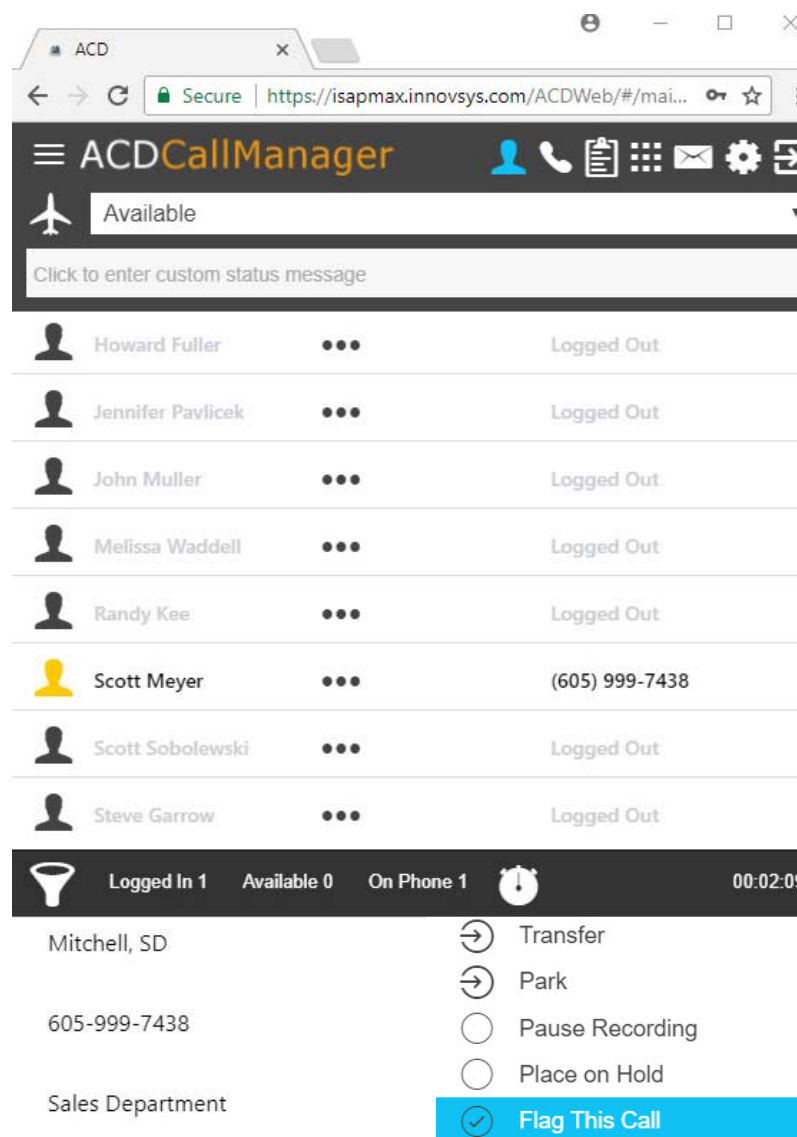 ACD
Secure | https://isapmax.innovsys.com/ACDWeb/#/mai...
ACDCallManager
Available
Click to enter custom status message
Howard Fuller ●●● Logged Out
Jennifer Pavlicek ●●● Logged Out
John Muller ●●● Logged Out
Melissa Waddell ●●● Logged Out
Randy Kee ●●● Logged Out
Scott Meyer ●●● (605) 999-7438
Scott Sobolewski ●●● Logged Out
Steve Garrow ●●● Logged Out
Logged In 1 Available 0 On Phone 1 00:02:09
Mitchell, SD
605-999-7438
Sales Department
Transfer
Park
Pause Recording
Place on Hold
Flag This Call